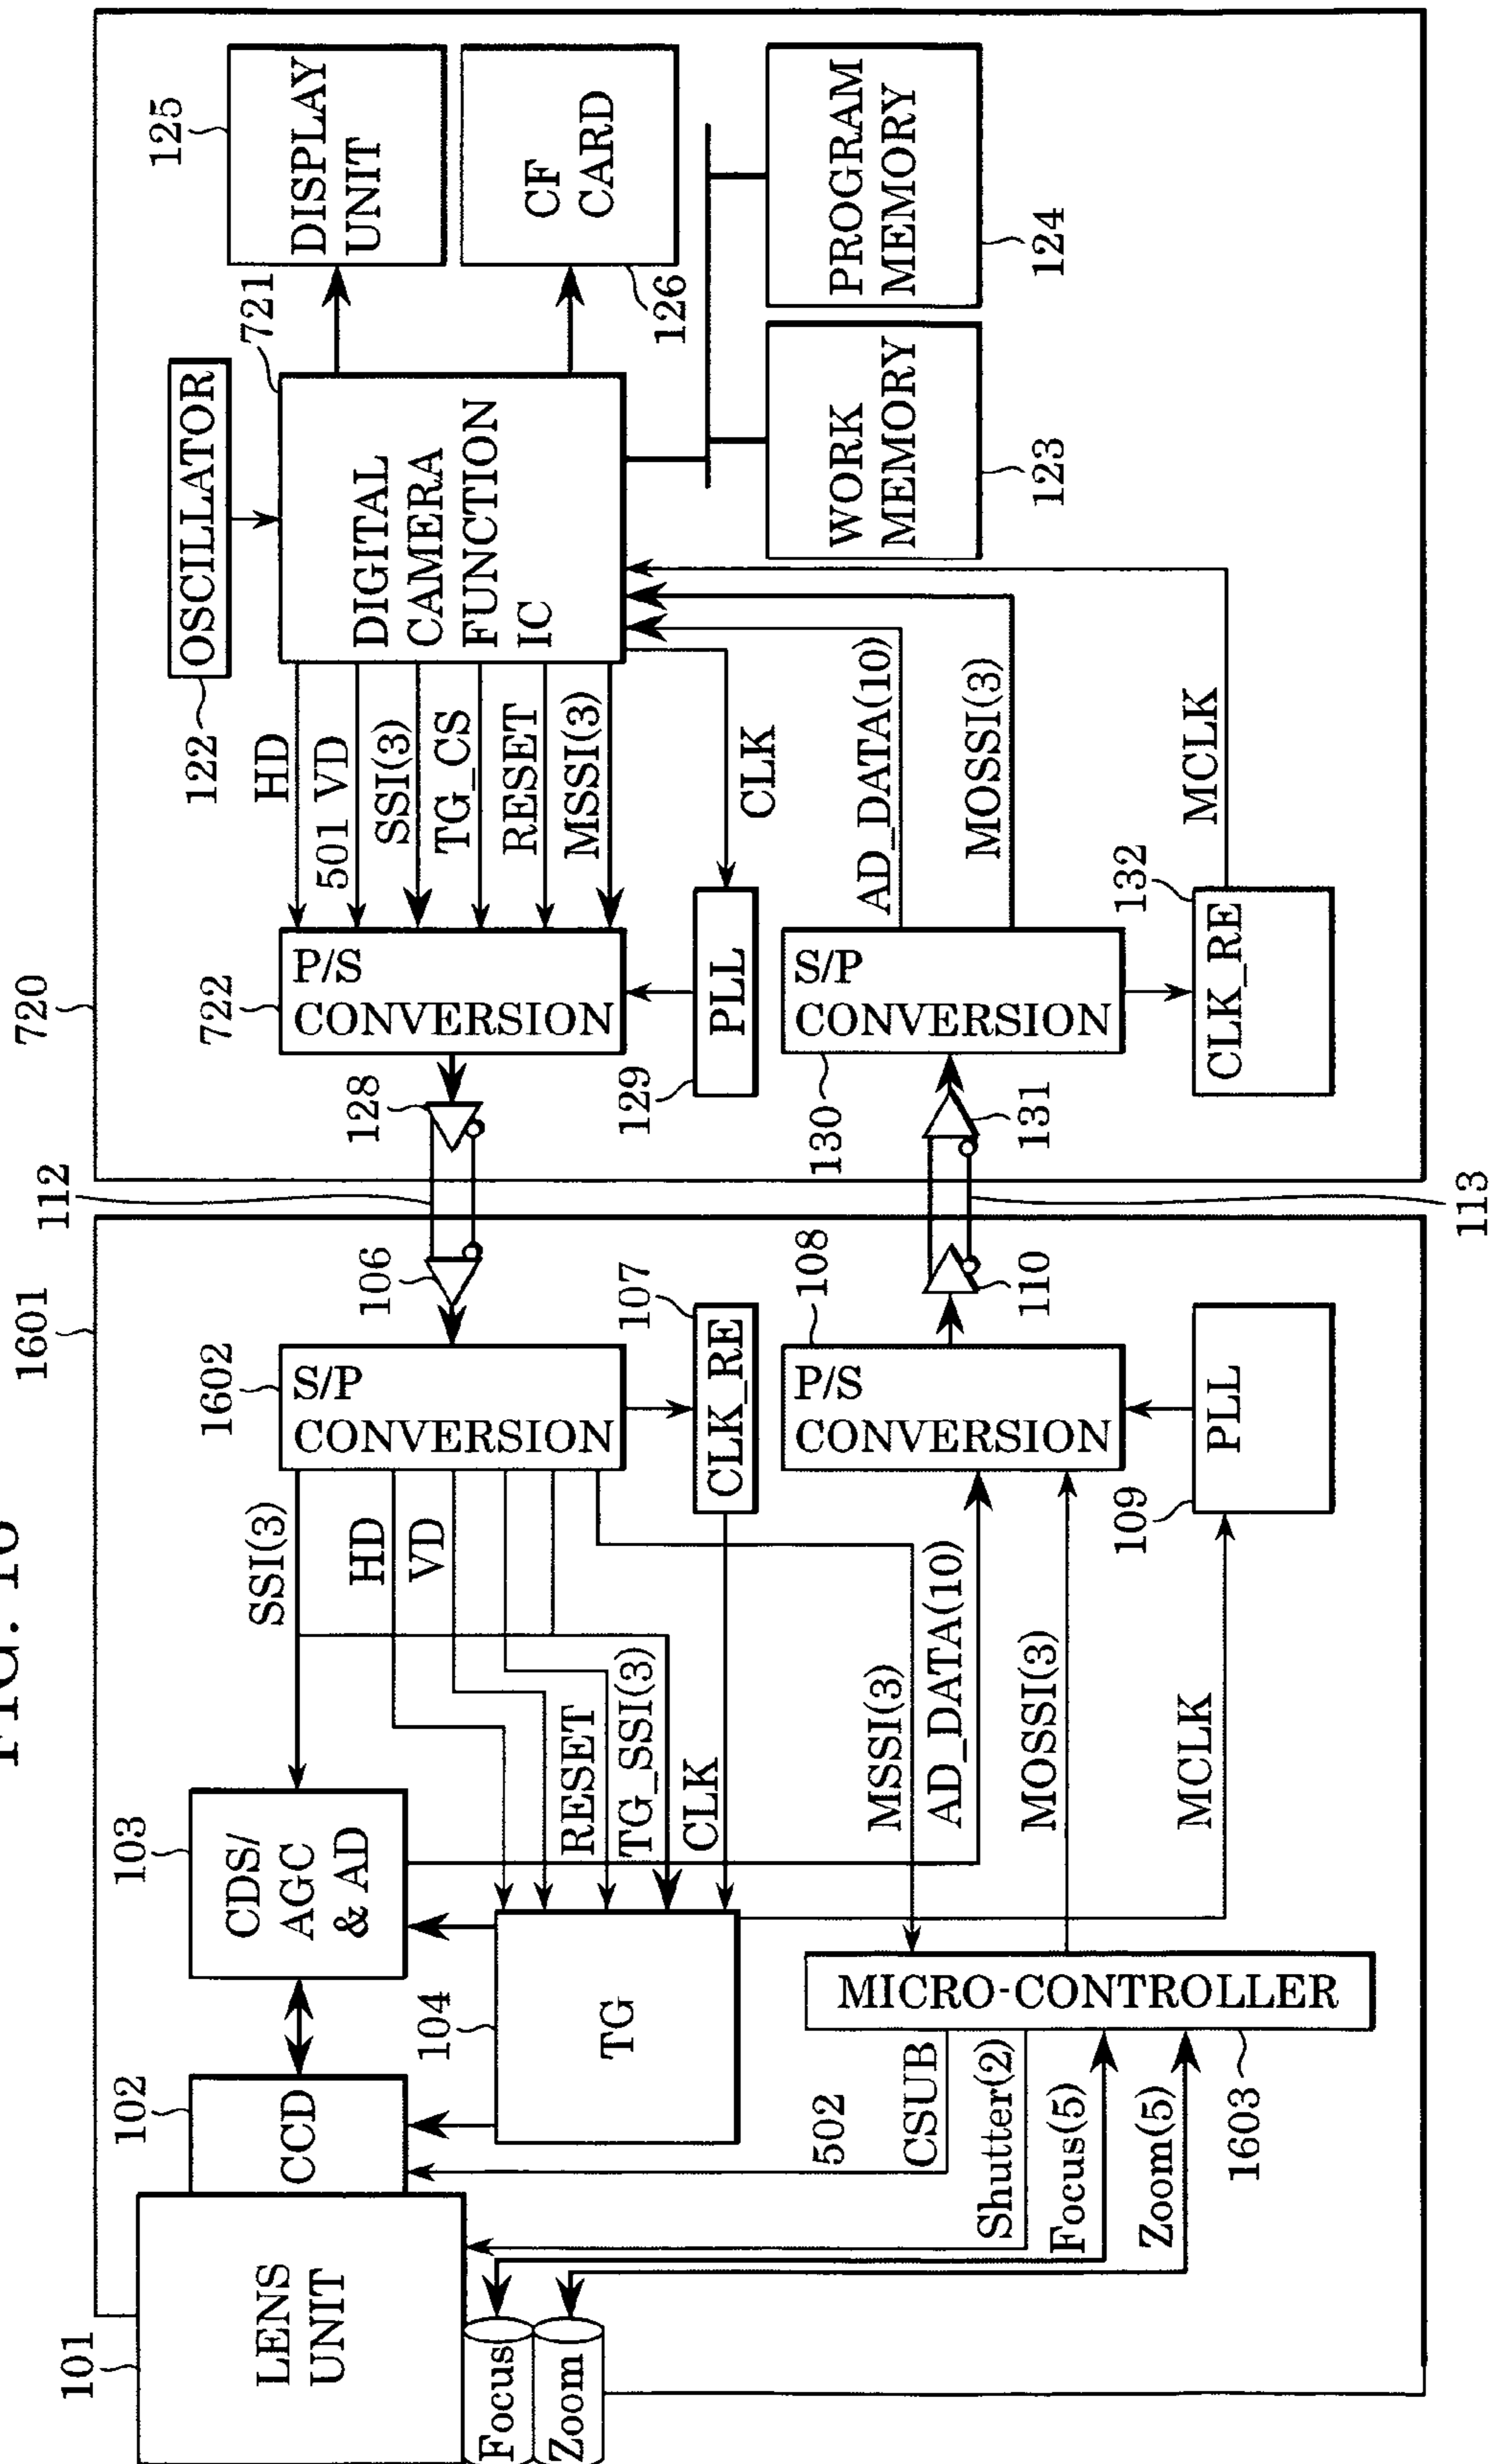 FIG.
1601
720
101
LENS
UNIT
102
CCD
103
CDS/
AGC
& AD
SSI(3)
HD
VD
RESET
TG_SSI(3)
CLK
104
TG
1602
S/P
CONVERSION
106
107
CLK_RE
112
128
722
P/S
CONVERSION
129
PLL
HD
501 VD
SSI(3)
TG_CS
RESET
MSSI(3)
CLK
122
OSCILLATOR
721
DIGITAL
CAMERA
FUNCTION
IC
125
DISPLAY
UNIT
CF
CARD
126
Focus
Zoom
502
CSUB
Shutter(2)
Focus(5)
Zoom(5)
MICRO-CONTROLLER
1603
MSSI(3)
AD_DATA(10)
MOSSI(3)
MCLK
108
P/S
CONVERSION
109
PLL
110
113
131
130
S/P
CONVERSION
132
CLK_RE
AD_DATA(10)
MOSSI(3)
MCLK
WORK
MEMORY
123
PROGRAM
MEMORY
124